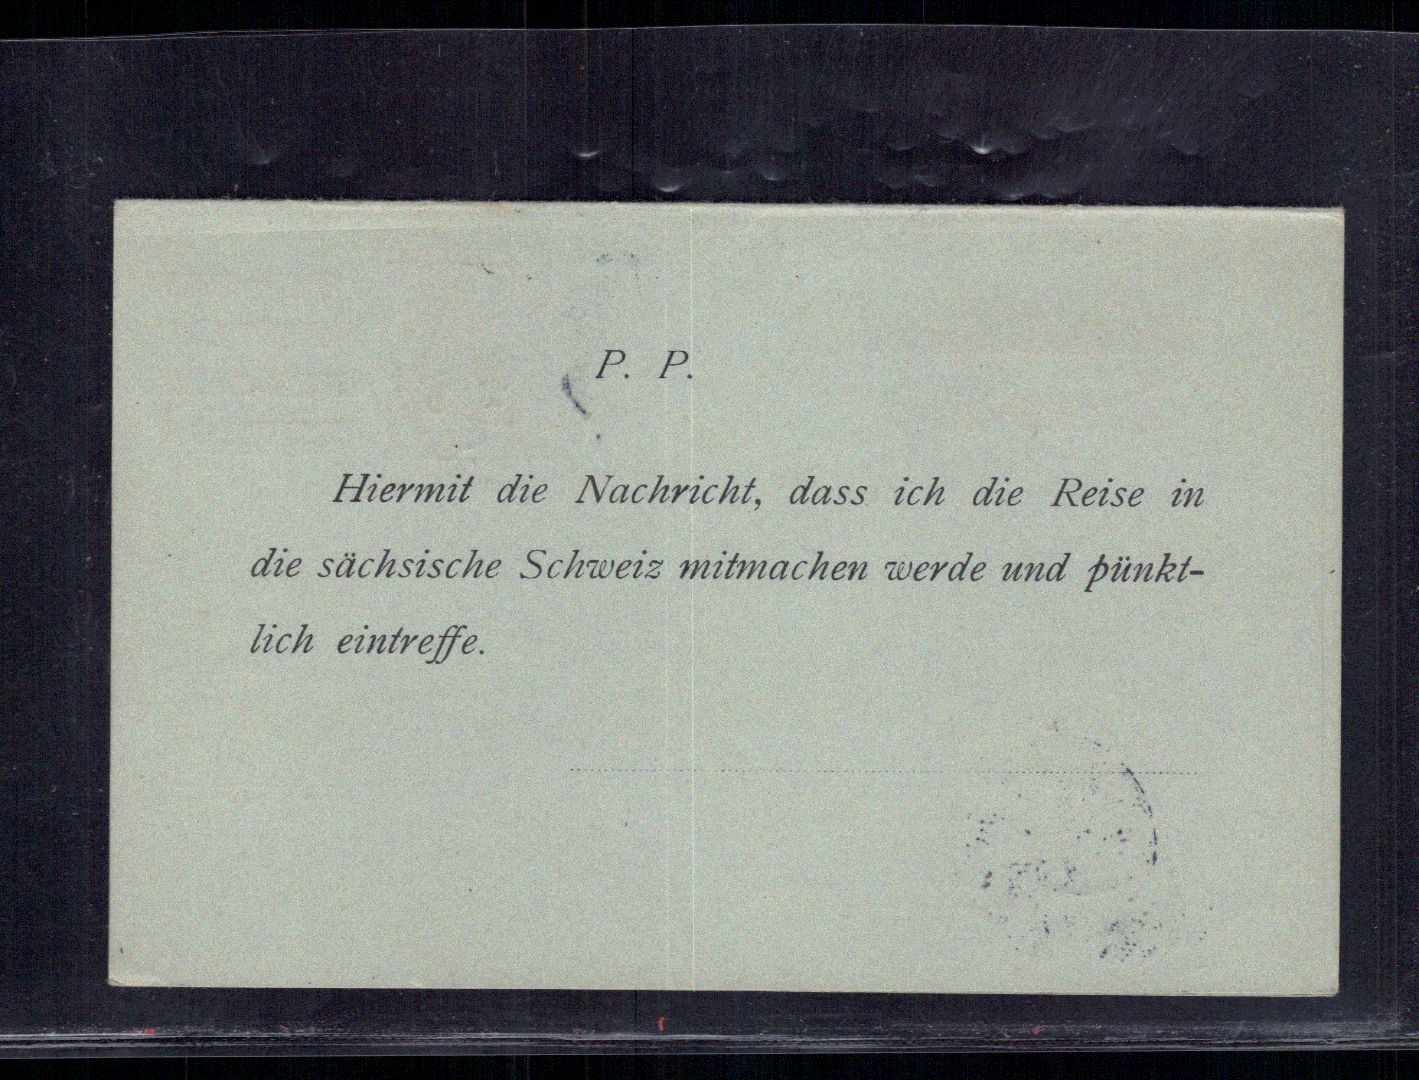 P. P.
Hiermit die Nachricht, dass ich die Reise in
die sächsische Schweiz mitmachen werde und pünkt-
lich eintreffe.